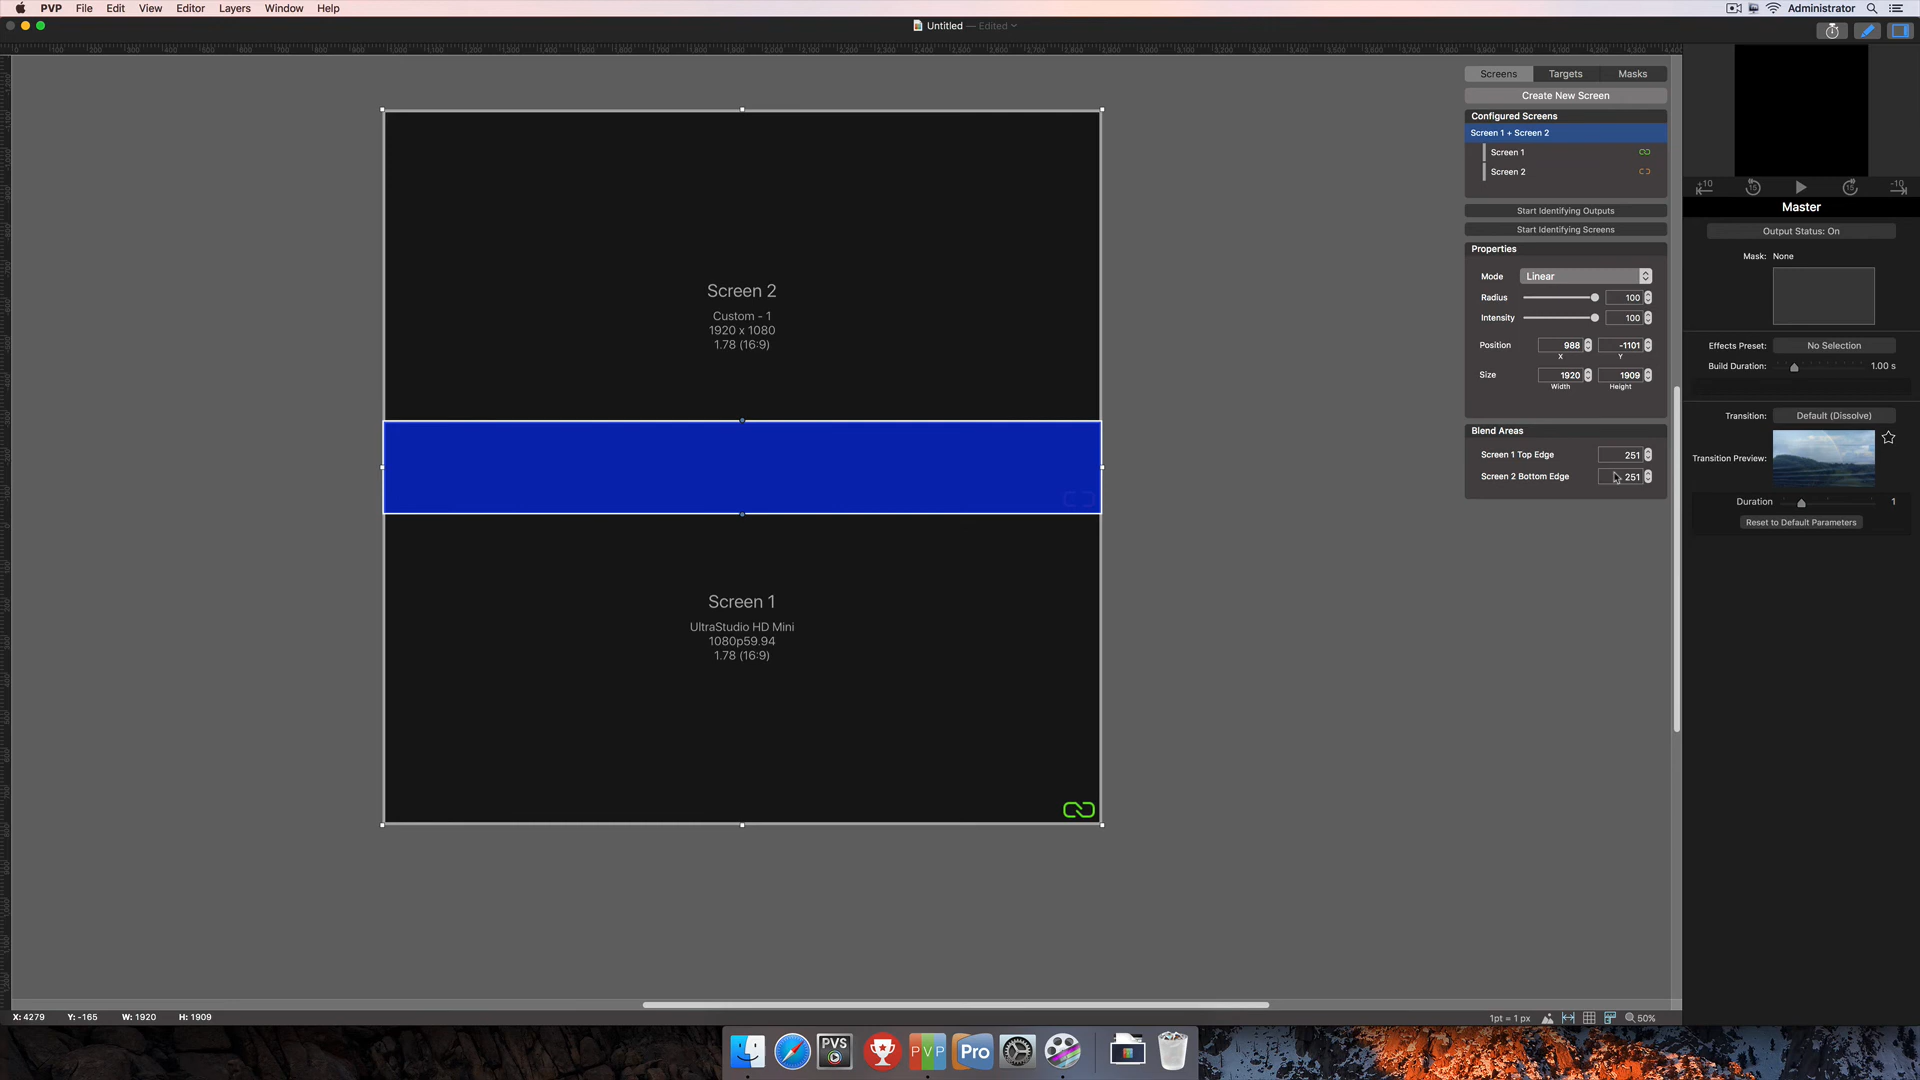 PVP File Edit View Editor Layers Window Help
Administrator
Untitled — Edited
Screens Targets Masks
Create New Screen
Configured Screens
Screen 1 + Screen 2
Screen 1
Screen 2
Start Identifying Outputs
Start Identifying Screens
Properties
Mode Linear
Radius 100
Intensity 100
Position 988 -1101
X Y
Size 1920 1909
Width Height
Blend Areas
Screen 1 Top Edge 251
Screen 2 Bottom Edge 251
+10 15 15 -10
Master
Output Status: On
Mask: None
Effects Preset: No Selection
Build Duration: 1.00 s
Transition: Default (Dissolve)
Transition Preview:
Duration 1
Reset to Default Parameters
Screen 2
Custom - 1
1920 x 1080
1.78 (16:9)
Screen 1
UltraStudio HD Mini
1080p59.94
1.78 (16:9)
X: 4279 Y: -165 W: 1920 H: 1909
1pt = 1 px 50%
PVS PVP Pro